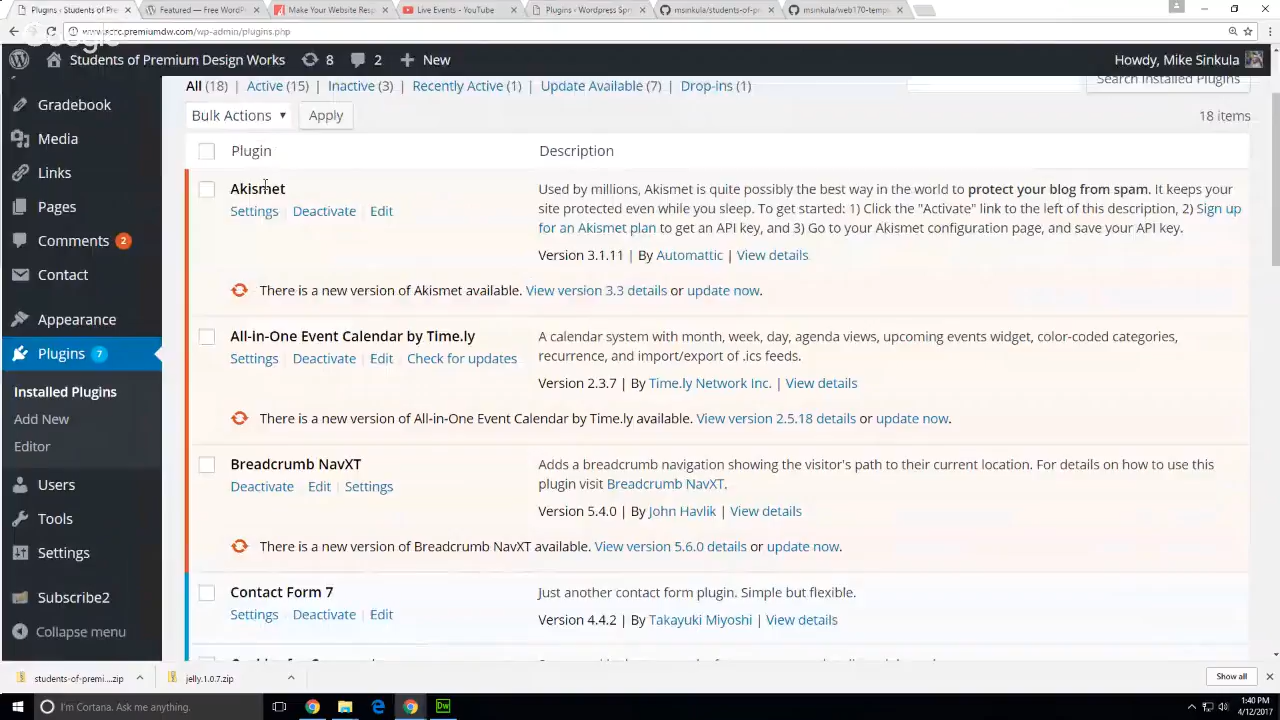 Plugins ‹ Students of Pre
Featured — Free WordPr
Make Your Website Resp
Live Events - YouTube
Plugins ‹ Wordpress Spri
msinkula/students-of-pr
msinkula/web170-temp
.premiumdw.com/wp-admin/plugins.php
Google
Students of Premium Design Works
8
2
New
Howdy, Mike Sinkula
Gradebook
Media
Links
Pages
Comments 2
Contact
Appearance
Plugins 7
Installed Plugins
Add New
Editor
Users
Tools
Settings
Subscribe2
Collapse menu
All (18) | Active (15) | Inactive (3) | Recently Active (1) | Update Available (7) | Drop-ins (1)
Search Installed Plugins
Bulk Actions
Apply
18 items
Plugin
Description
Akismet
Settings | Deactivate | Edit
Used by millions, Akismet is quite possibly the best way in the world to protect your blog from spam. It keeps your
site protected even while you sleep. To get started: 1) Click the "Activate" link to the left of this description, 2) Sign up
for an Akismet plan to get an API key, and 3) Go to your Akismet configuration page, and save your API key.
Version 3.1.11 | By Automattic | View details
There is a new version of Akismet available. View version 3.3 details or update now.
All-in-One Event Calendar by Time.ly
Settings | Deactivate | Edit | Check for updates
A calendar system with month, week, day, agenda views, upcoming events widget, color-coded categories,
recurrence, and import/export of .ics feeds.
Version 2.3.7 | By Time.ly Network Inc. | View details
There is a new version of All-in-One Event Calendar by Time.ly available. View version 2.5.18 details or update now.
Breadcrumb NavXT
Deactivate | Edit | Settings
Adds a breadcrumb navigation showing the visitor's path to their current location. For details on how to use this
plugin visit Breadcrumb NavXT.
Version 5.4.0 | By John Havlik | View details
There is a new version of Breadcrumb NavXT available. View version 5.6.0 details or update now.
Contact Form 7
Settings | Deactivate | Edit
Just another contact form plugin. Simple but flexible.
Version 4.4.2 | By Takayuki Miyoshi | View details
students-of-premi....zip
jelly.1.0.7.zip
Show all
I'm Cortana. Ask me anything.
Dw
1:40 PM
4/12/2017